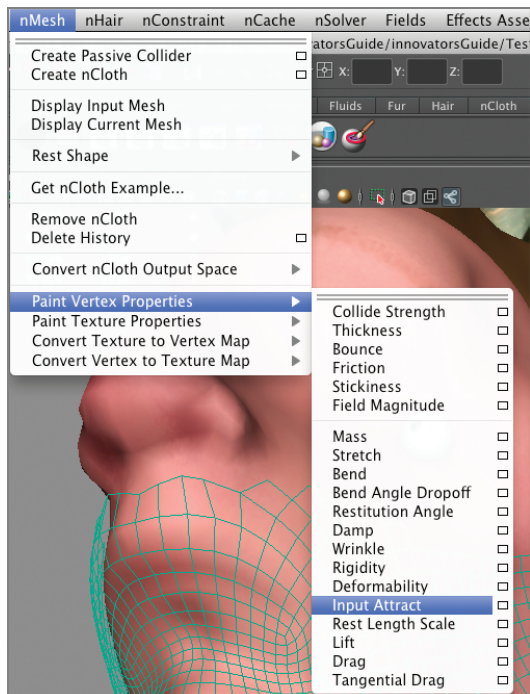 nMesh nHair nConstraint nCache nSolver Fields Effects Asse
atorsGuide/innovatorsGuide/Test
X: Y: Z:
Fluids Fur Hair nCloth
Create Passive Collider
Create nCloth
Display Input Mesh
Display Current Mesh
Rest Shape
Get nCloth Example...
Remove nCloth
Delete History
Convert nCloth Output Space
Paint Vertex Properties
Paint Texture Properties
Convert Texture to Vertex Map
Convert Vertex to Texture Map
Collide Strength
Thickness
Bounce
Friction
Stickiness
Field Magnitude
Mass
Stretch
Bend
Bend Angle Dropoff
Restitution Angle
Damp
Wrinkle
Rigidity
Deformability
Input Attract
Rest Length Scale
Lift
Drag
Tangential Drag